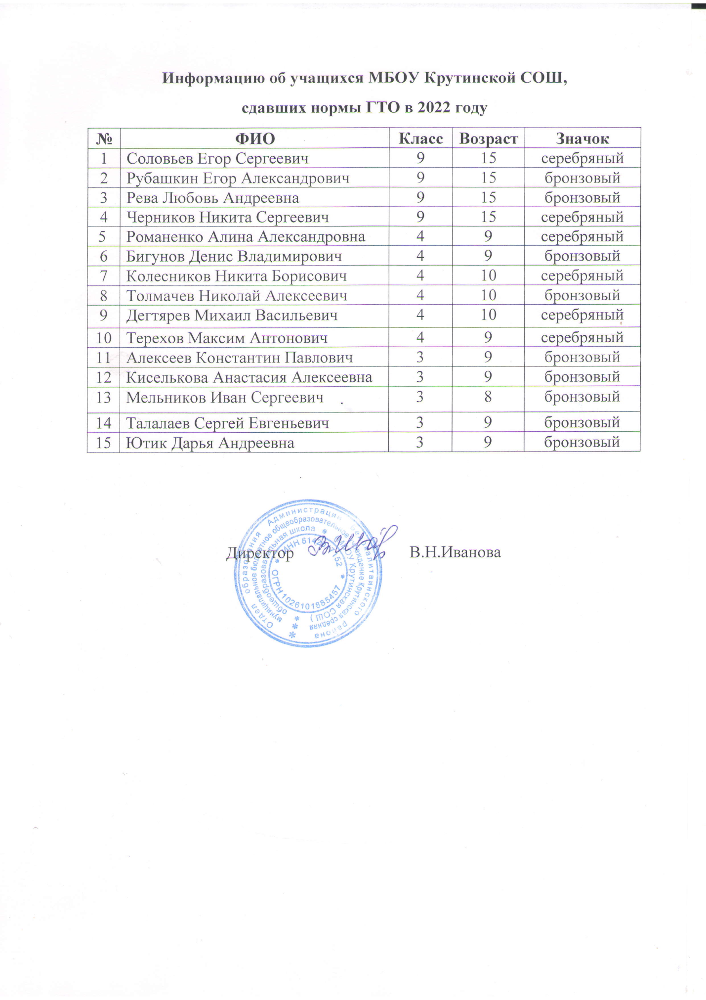 Информацию об учащихся МБОУ Крутинской СОШ,
сдавших нормы ГТО в 2022 году
№ ФИО Класс Возраст Значок
1 Соловьев Егор Сергеевич 9 15 серебряный
2 Рубашкин Егор Александрович 9 15 бронзовый
3 Рева Любовь Андреевна 9 15 бронзовый
4 Черников Никита Сергеевич 9 15 серебряный
5 Романенко Алина Александровна 4 9 серебряный
6 Бигунов Денис Владимирович 4 9 бронзовый
7 Колесников Никита Борисович 4 10 серебряный
8 Толмачев Николай Алексеевич 4 10 бронзовый
9 Дегтярев Михаил Васильевич 4 10 серебряный
10 Терехов Максим Антонович 4 9 серебряный
11 Алексеев Константин Павлович 3 9 бронзовый
12 Киселькова Анастасия Алексеевна 3 9 бронзовый
13 Мельников Иван Сергеевич 3 8 бронзовый
14 Талалаев Сергей Евгеньевич 3 9 бронзовый
15 Ютик Дарья Андреевна 3 9 бронзовый
Директор В.Н.Иванова
Отдел образования Администрации Белокалитвинского района
муниципальное бюджетное общеобразовательное учреждение Крутинская средняя
общеобразовательная школа * (МБОУ Крутинская СОШ)
* ОГРН 1026101885457 * ИНН